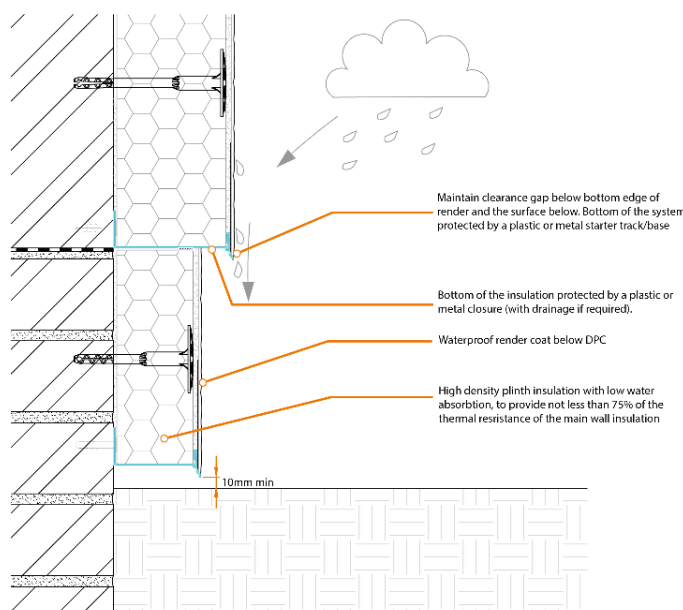 Maintain clearance gap below bottom edge of
render and the surface below. Bottom of the system
protected by a plastic or metal starter track/base
Bottom of the insulation protected by a plastic or
metal closure (with drainage if required).
Waterproof render coat below DPC
High density plinth insulation with low water
absorbtion, to provide not less than 75% of the
thermal resristance of the main wall insulation
10mm min